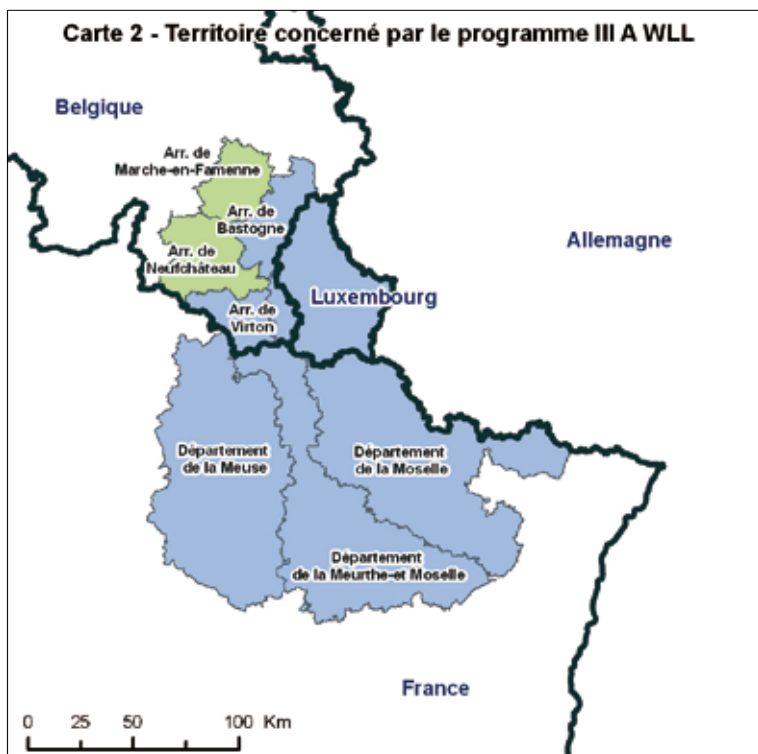 Carte 2 - Territoire concerné par le programme III A WLL
Belgique
Arr. de
Marche-en-Famenne
Arr. de
Bastogne
Allemagne
Arr. de
Neufchâteau
Luxembourg
Arr. de
Virton
Département
de la Meuse
Département
de la Moselle
Département
de la Meurthe-et Moselle
France
0 25 50 100 Km